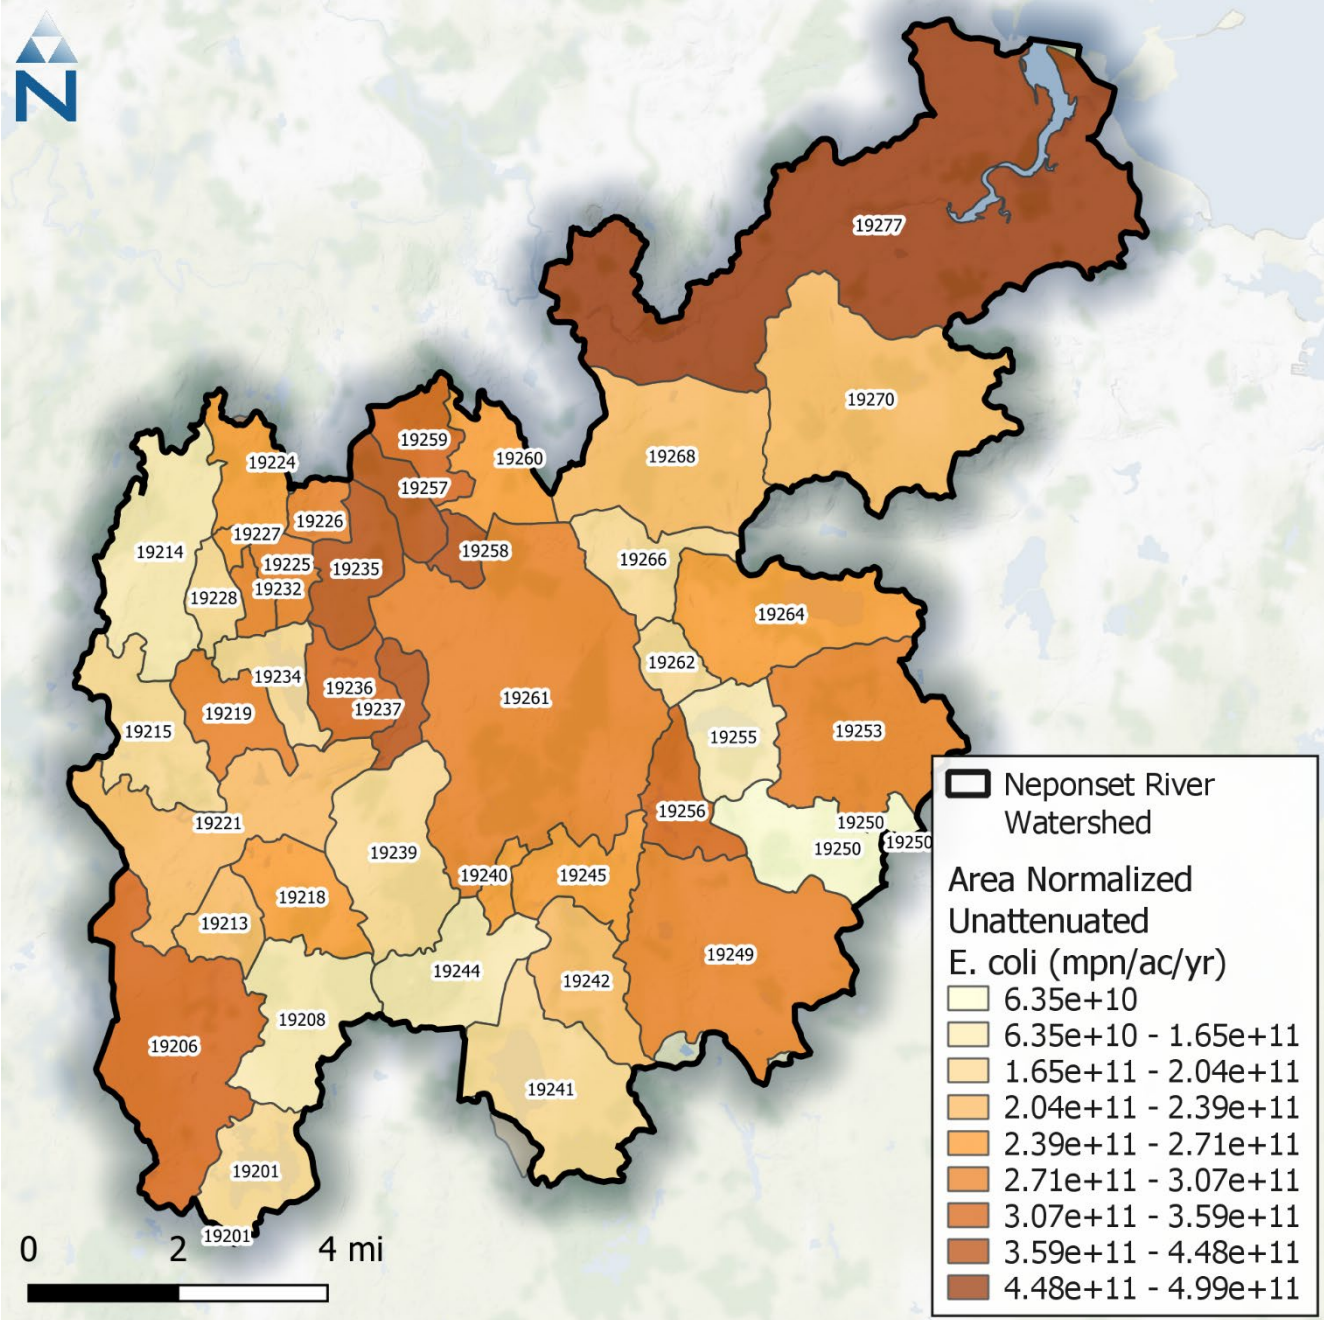 N
19277
19270
19268
19259
19260
19224
19257
19226
19227
19258
19214
19266
19225
19235
19232
19228
19264
19262
19234
19236
19261
19237
19219
19215
19255
19253
19256
19221
19250
19250
19250
19239
19240
19245
19218
19213
19249
19244
19242
19208
19206
19241
19201
19201
0 2 4 mi
Neponset River
Watershed
Area Normalized
Unattenuated
E. coli (mpn/ac/yr)
6.35e+10
6.35e+10 - 1.65e+11
1.65e+11 - 2.04e+11
2.04e+11 - 2.39e+11
2.39e+11 - 2.71e+11
2.71e+11 - 3.07e+11
3.07e+11 - 3.59e+11
3.59e+11 - 4.48e+11
4.48e+11 - 4.99e+11